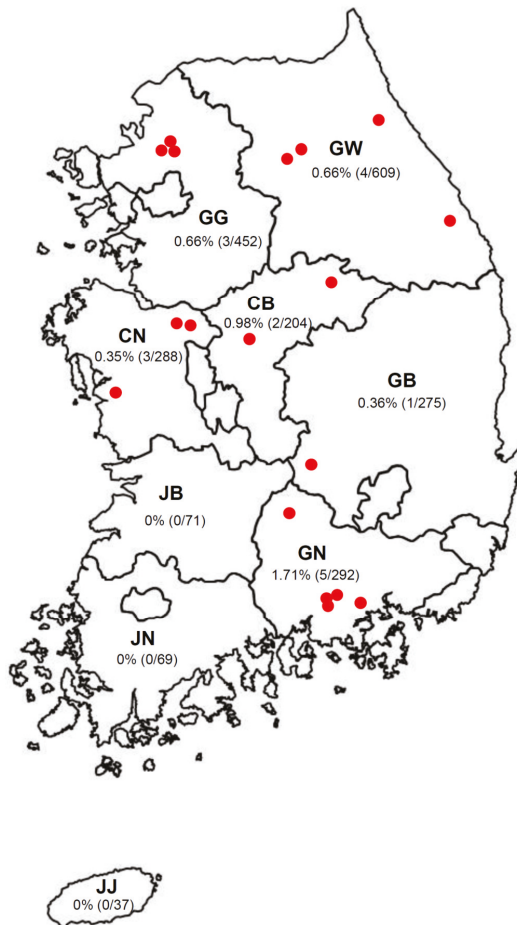 GW
0.66% (4/609)
GG
0.66% (3/452)
CB
0.98% (2/204)
CN
0.35% (3/288)
GB
0.36% (1/275)
JB
0% (0/71)
GN
1.71% (5/292)
JN
0% (0/69)
JJ
0% (0/37)